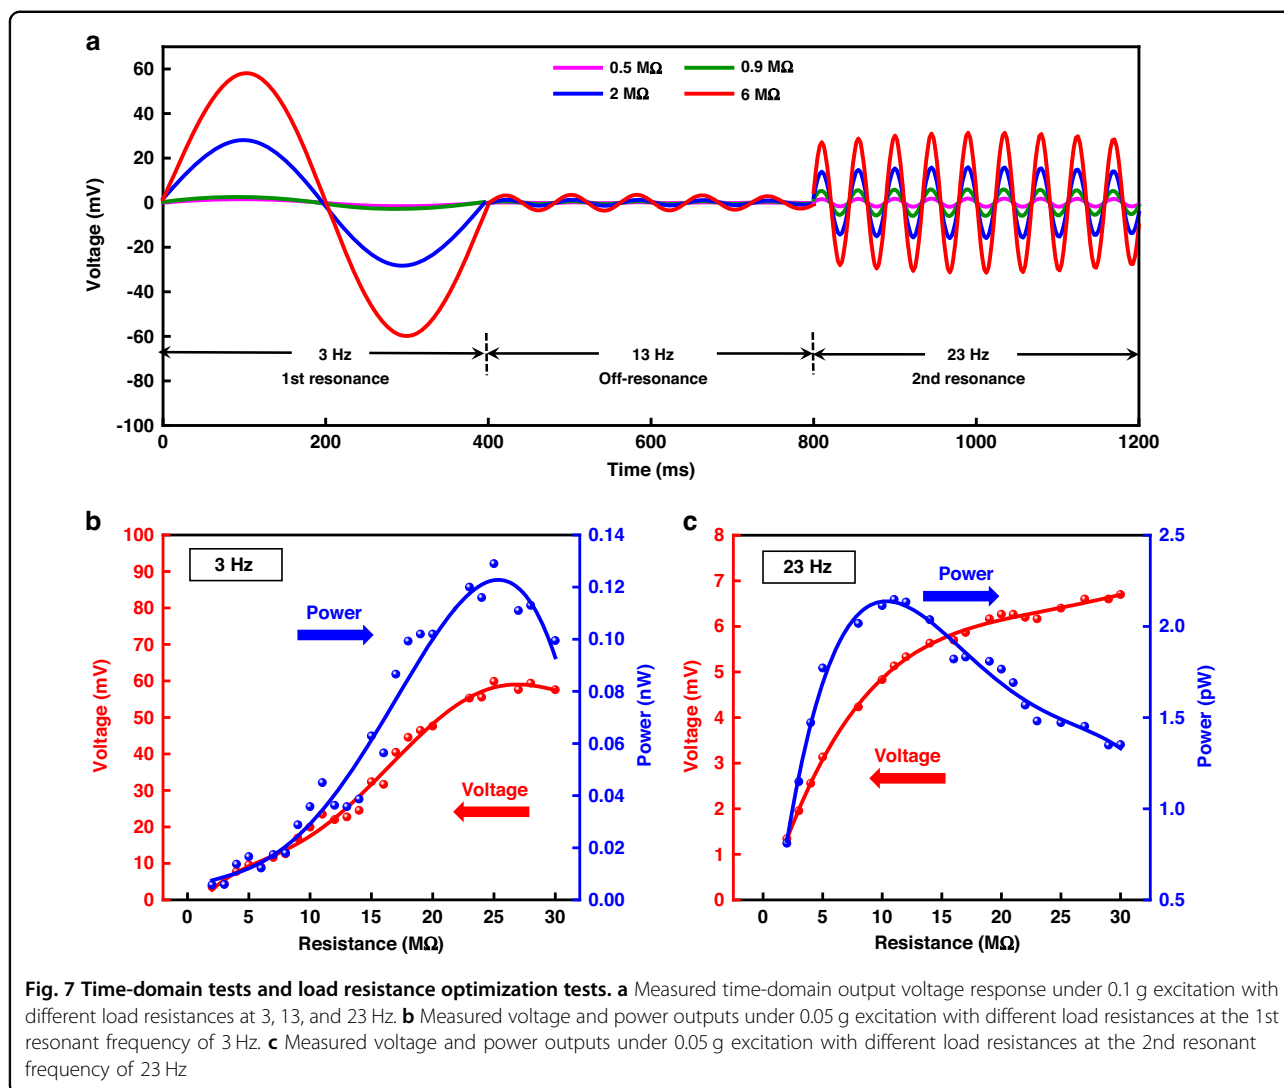 a
60
40
20
0
-20
-40
-60
-80
-100
Voltage (mV)
0.5 MΩ
0.9 MΩ
2 MΩ
6 MΩ
3 Hz
13 Hz
23 Hz
1st resonance
Off-resonance
2nd resonance
0 200 400 600 800 1000 1200
Time (ms)
b
100
90
80
70
60
50
40
30
20
10
0
Voltage (mV)
3 Hz
Power
Voltage
0.14
0.12
0.10
0.08
0.06
0.04
0.02
0.00
Power (nW)
0 5 10 15 20 25 30
Resistance (MΩ)
c
8
7
6
5
4
3
2
1
0
Voltage (mV)
23 Hz
Power
Voltage
2.5
2.0
1.5
1.0
0.5
Power (pW)
0 5 10 15 20 25 30
Resistance (MΩ)
Fig. 7 Time-domain tests and load resistance optimization tests. a Measured time-domain output voltage response under 0.1 g excitation with
different load resistances at 3, 13, and 23 Hz. b Measured voltage and power outputs under 0.05 g excitation with different load resistances at the 1st
resonant frequency of 3 Hz. c Measured voltage and power outputs under 0.05 g excitation with different load resistances at the 2nd resonant
frequency of 23 Hz